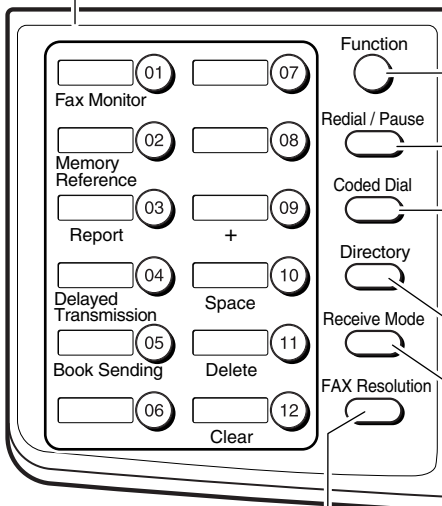 Function
01 07
Fax Monitor
Redial / Pause
02 08
Memory
Reference
Coded Dial
03 09
Report +
Directory
04 10
Delayed
Transmission
Space
Receive Mode
05 11
Book Sending Delete
FAX Resolution
06 12
Clear